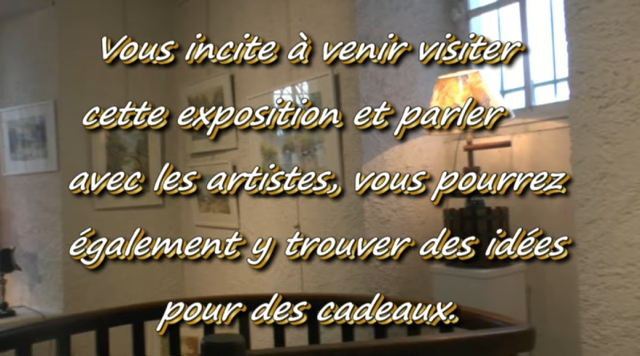 Vous incite à venir visiter
cette exposition et parler
avec les artistes, vous pourrez
également y trouver des idées
pour des cadeaux.